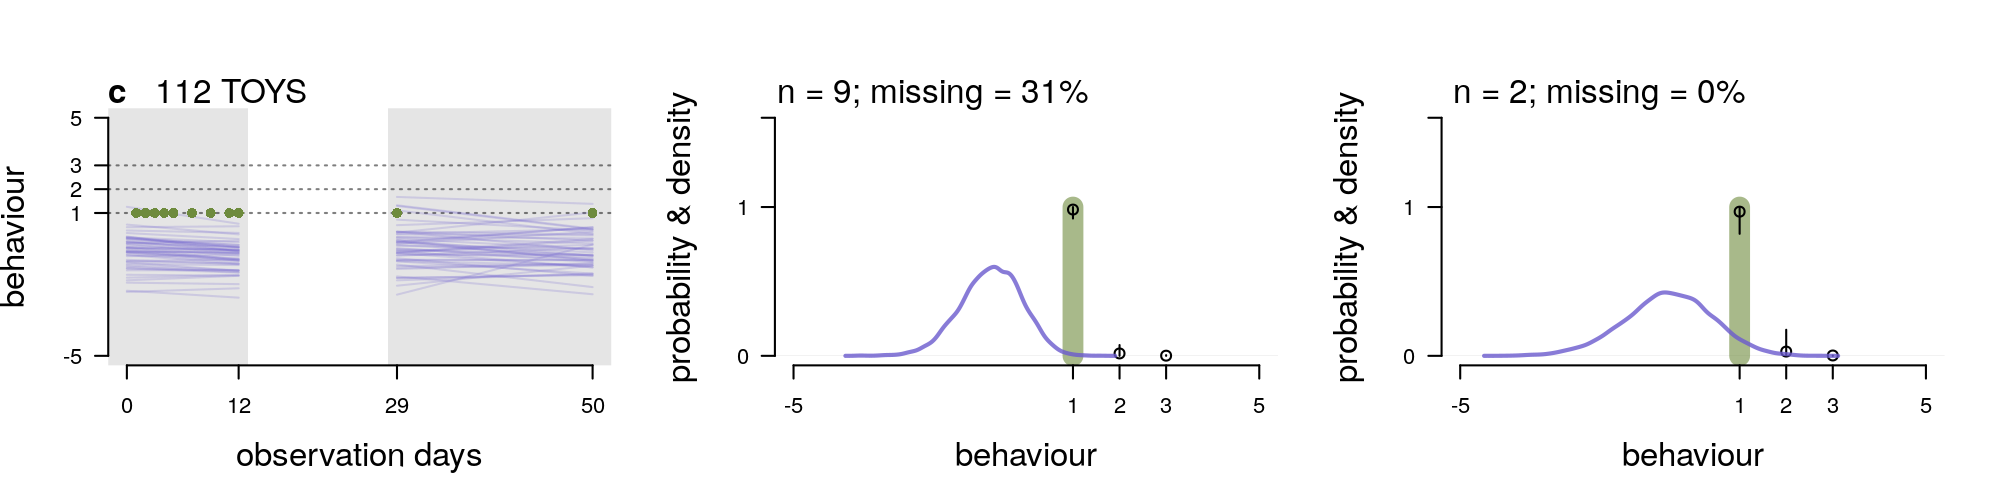 c 112 TOYS
behaviour
5
3
2
1
-5
0 12 29 50
observation days
n = 9; missing = 31%
probability & density
1
0
-5 1 2 3 5
behaviour
n = 2; missing = 0%
probability & density
1
0
-5 1 2 3 5
behaviour